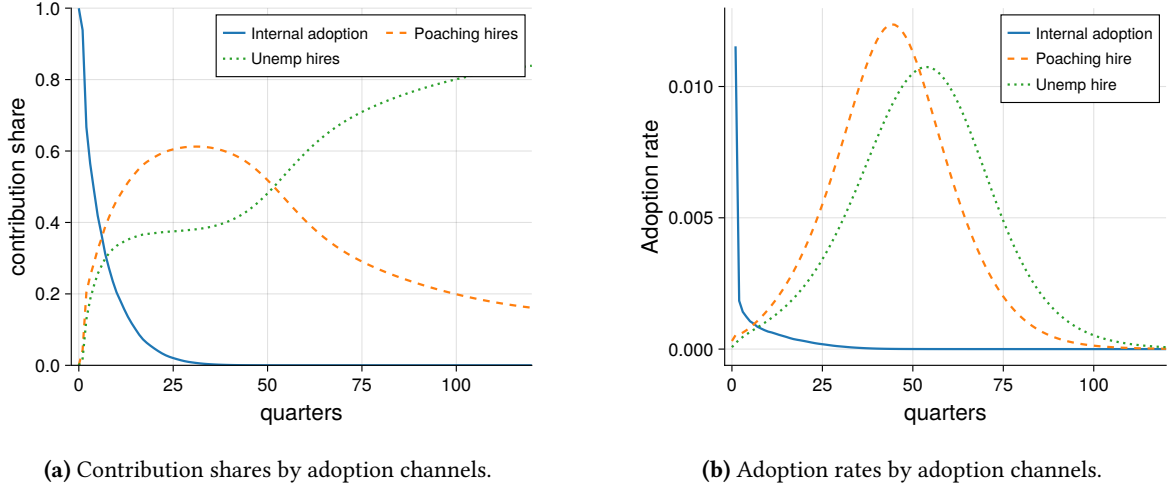 Internal adoption
Poaching hires
Unemp hires
1.0
0.8
0.6
0.4
0.2
0.0
contribution share
0
25
50
75
100
quarters
(a) Contribution shares by adoption channels.
Internal adoption
Poaching hire
Unemp hire
0.010
0.005
0.000
Adoption rate
0
25
50
75
100
quarters
(b) Adoption rates by adoption channels.